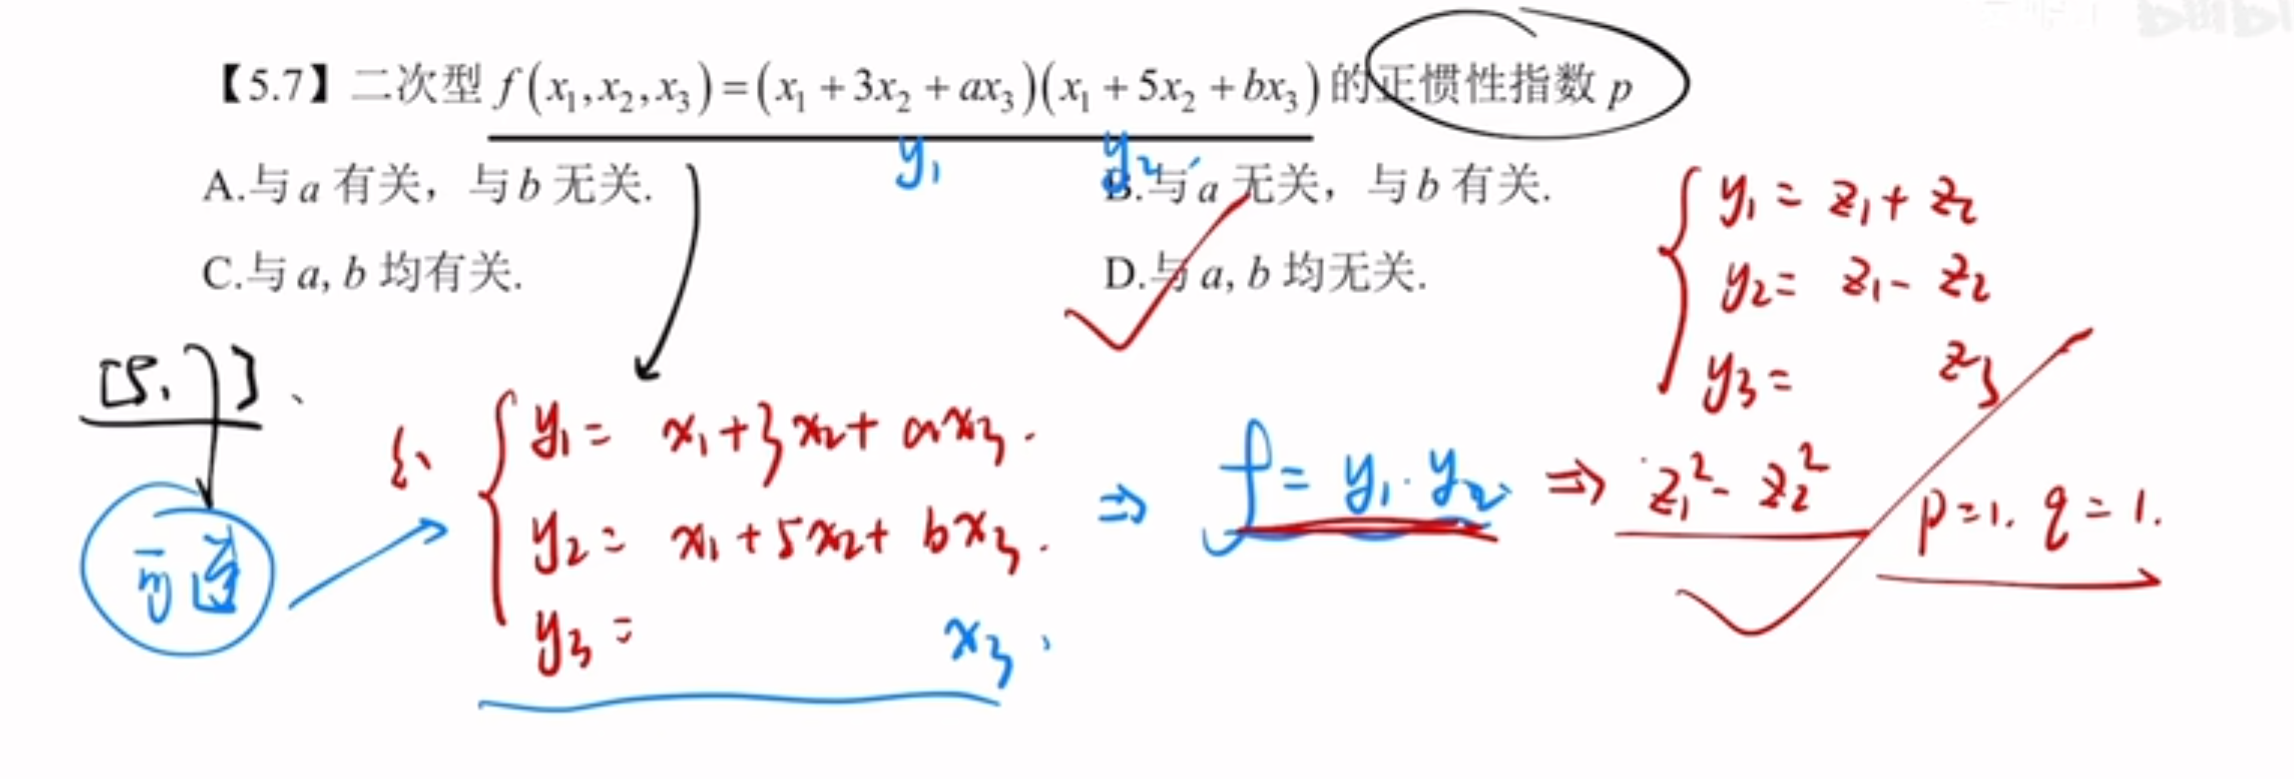 【5.7】二次型 f(x₁,x₂,x₃)=(x₁+3x₂+ax₃)(x₁+5x₂+bx₃) 的正惯性指数 p
y₁ y₂
A.与 a 有关，与 b 无关. B.与 a 无关，与 b 有关.
C.与 a, b 均有关. D.与 a, b 均无关.
y₁ = z₁ + z₂
y₂ = z₁ - z₂
y₃ = z₃
[5.7]、
可逆
y₁ = x₁ + 3x₂ + ax₃.
y₂ = x₁ + 5x₂ + bx₃.
y₃ = x₃.
⇒ f = y₁·y₂ ⇒ z₁² - z₂²
p=1. q=1.